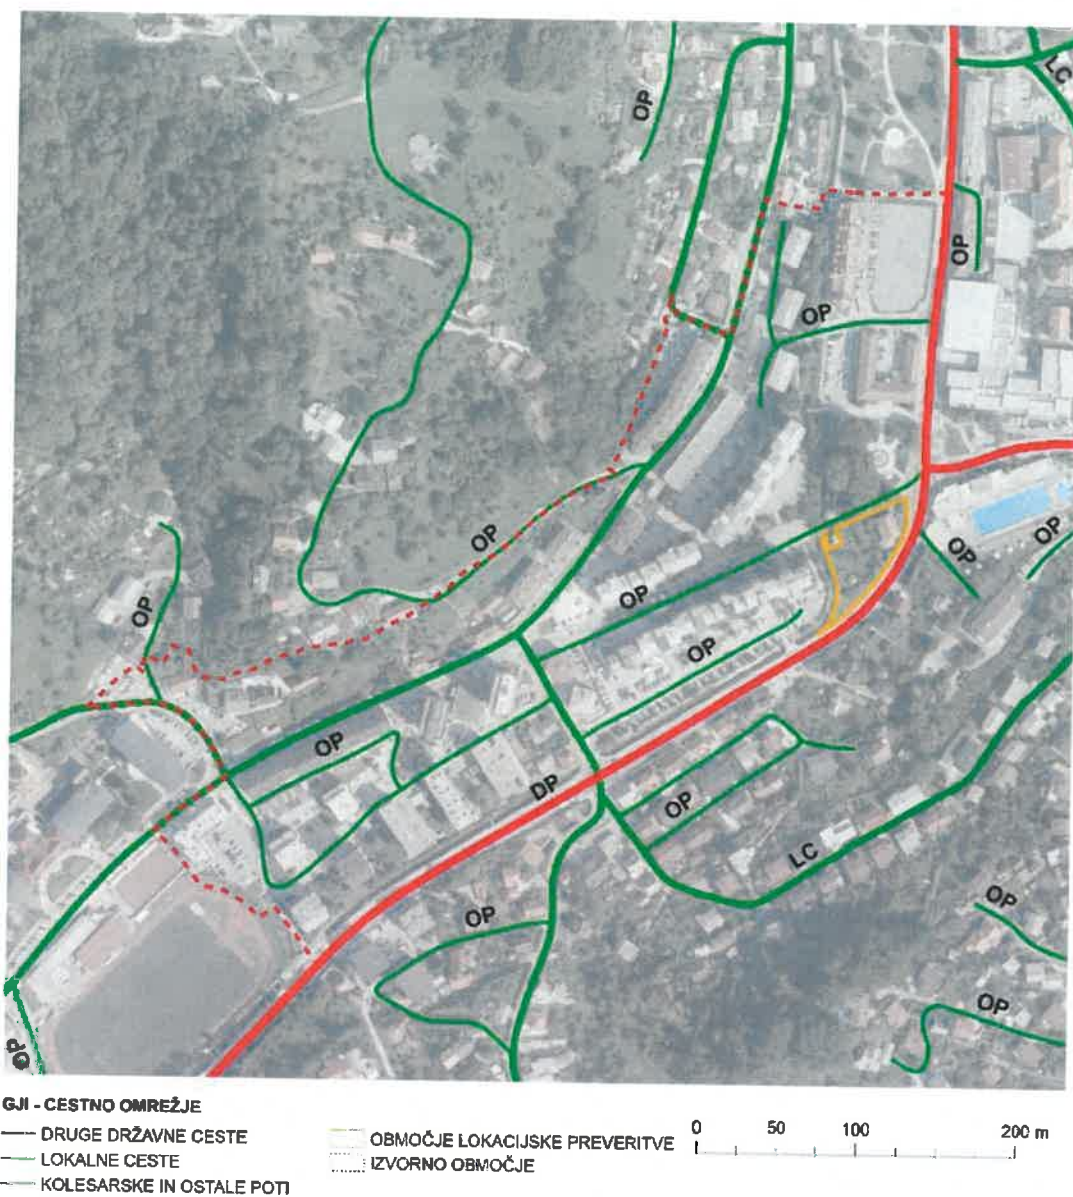 LC
OP
OP
OP
OP
OP
OP
OP
OP
OP
OP
OP
DP
OP
LC
OP
OP
OP
OP
GJI - CESTNO OMREŽJE
DRUGE DRŽAVNE CESTE
LOKALNE CESTE
KOLESARSKE IN OSTALE POTI
OBMOČJE LOKACIJSKE PREVERITVE
IZVORNO OBMOČJE
0 50 100 200 m